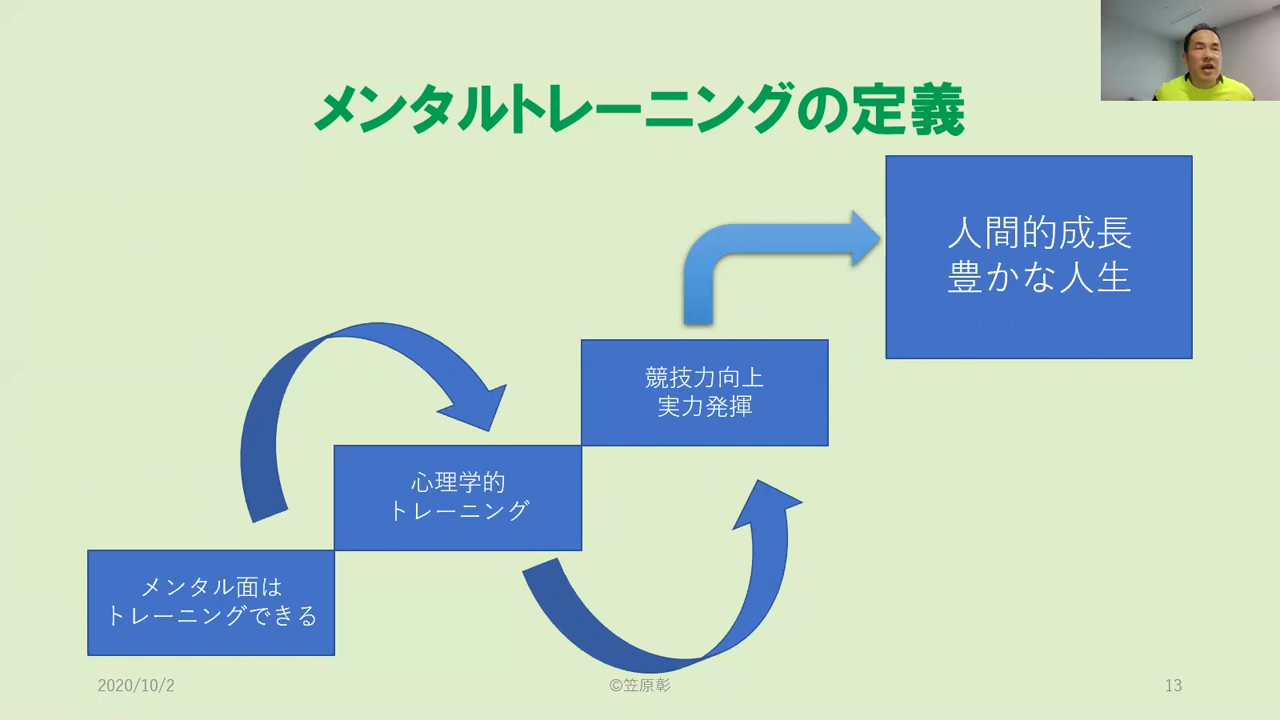 メンタルトレーニングの定義
人間的成長
豊かな人生
競技力向上
実力発揮
心理学的
トレーニング
メンタル面は
トレーニングできる
2020/10/2
©笠原彰
13